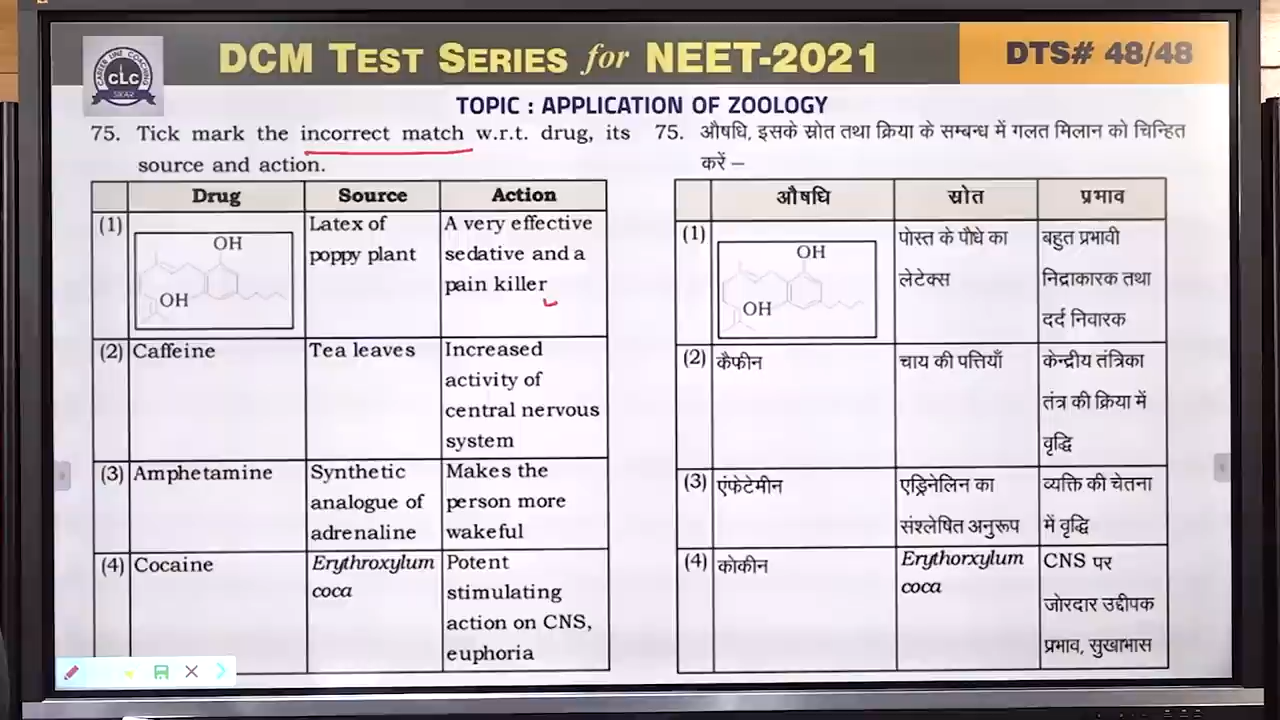 DCM TEST SERIES for NEET-2021
DTS# 48/48
CLC
SIKAR
TOPIC : APPLICATION OF ZOOLOGY
75. Tick mark the incorrect match w.r.t. drug, its
source and action.
Drug Source Action
(1) OH OH Latex of poppy plant A very effective sedative and a pain killer
(2) Caffeine Tea leaves Increased activity of central nervous system
(3) Amphetamine Synthetic analogue of adrenaline Makes the person more wakeful
(4) Cocaine Erythroxylum coca Potent stimulating action on CNS, euphoria
75. औषधि, इसके स्रोत तथा क्रिया के सम्बन्ध में गलत मिलान को चिन्हित
करें –
औषधि स्रोत प्रभाव
(1) OH OH पोस्त के पौधे का लेटेक्स बहुत प्रभावी निद्राकारक तथा दर्द निवारक
(2) कैफीन चाय की पत्तियाँ केन्द्रीय तंत्रिका तंत्र की क्रिया में वृद्धि
(3) एंफेटेमीन एड्रिनेलिन का संश्लेषित अनुरूप व्यक्ति की चेतना में वृद्धि
(4) कोकीन Erythorxylum coca CNS पर जोरदार उद्दीपक प्रभाव, सुखाभास